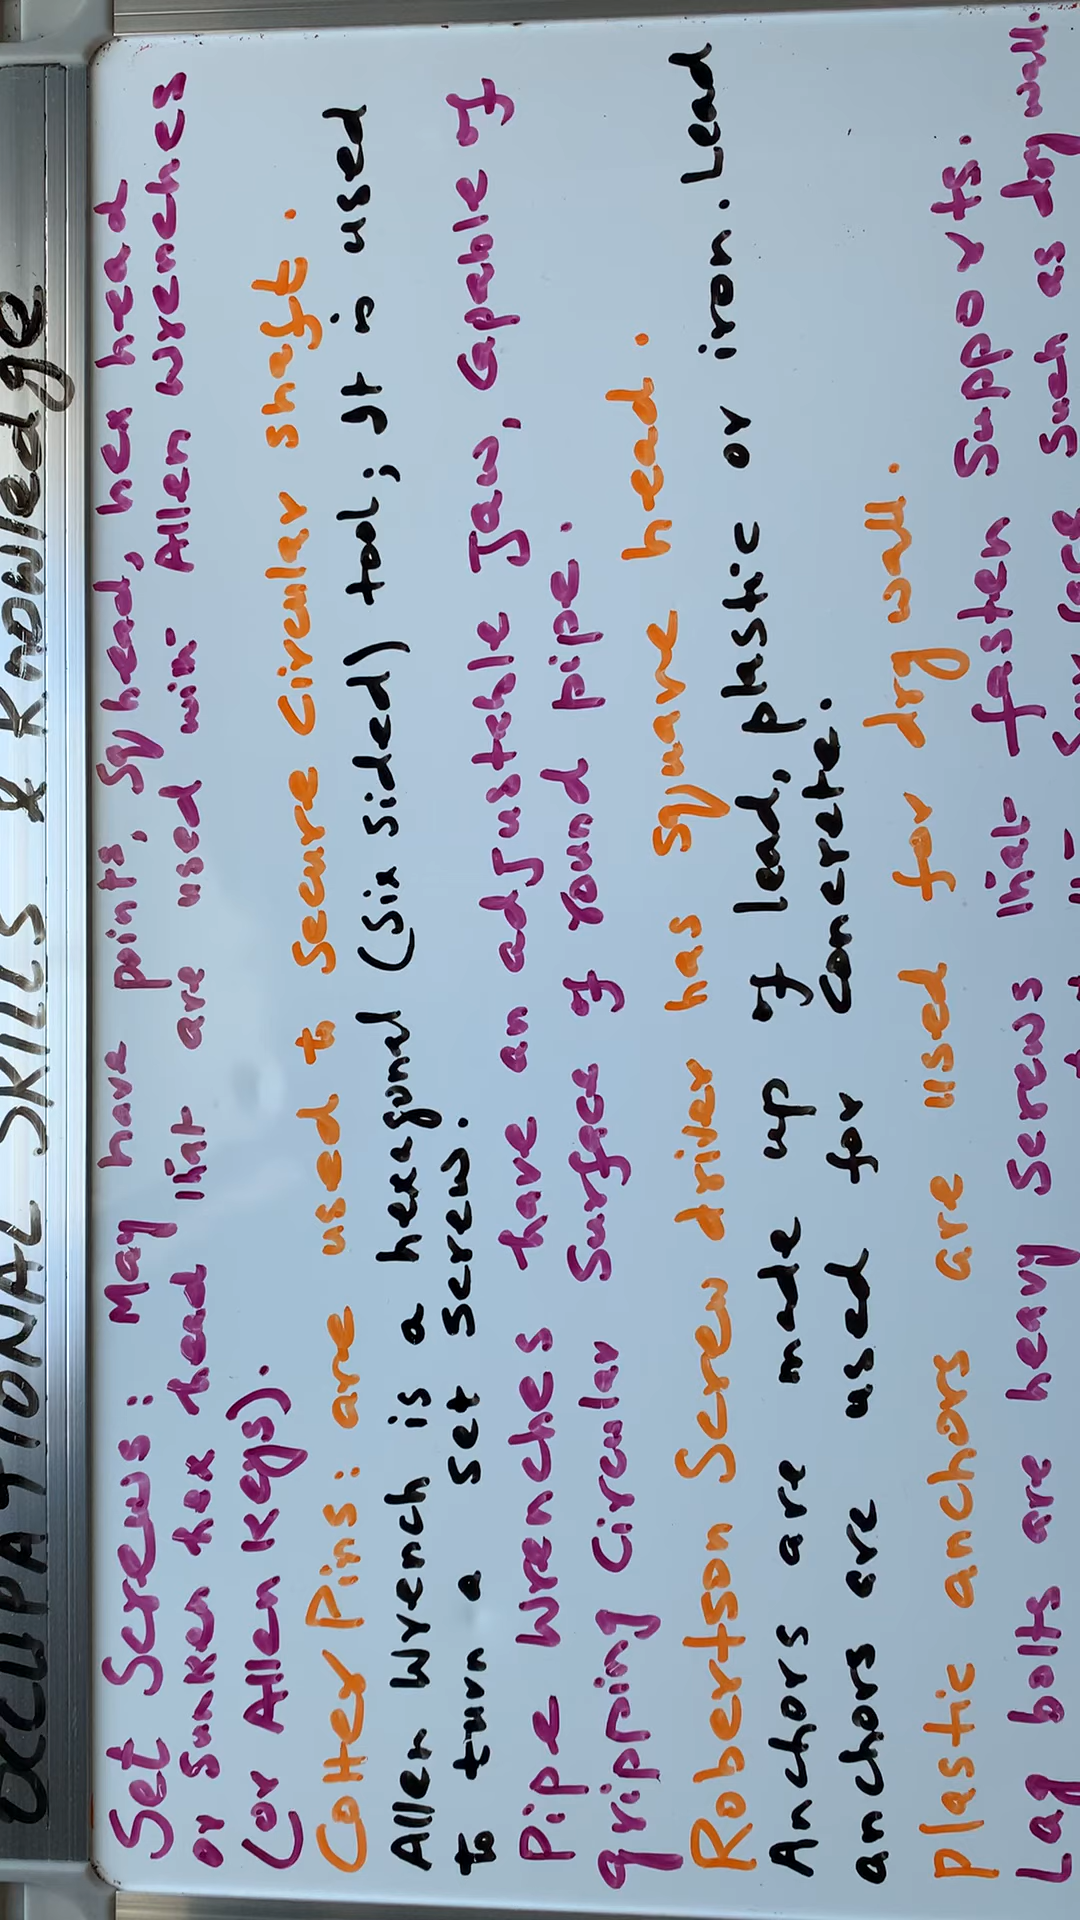 OCCUPATIONAL SKILLS & Knowledge
Set Screws: May have points, Sq head, hex head
or Sunken hex head that are used with Allen wrenches
(or Allen Keys).
Cotter Pins: are used to Secure Circular shaft.
Allen Wrench is a hexagonal (Six sided) tool; It is used
to turn a set screw.
Pipe Wrenches have an adjustable Jaw, Capable of
gripping Circular Surface of round pipe.
Robertson Screw driver has square head.
Anchors are made up of lead, plastic or iron. Lead
anchors are used for Concrete.
Plastic anchors are used for dry wall.
Lag bolts are heavy Screws that fasten Supports.
Surface Such as dry wall.